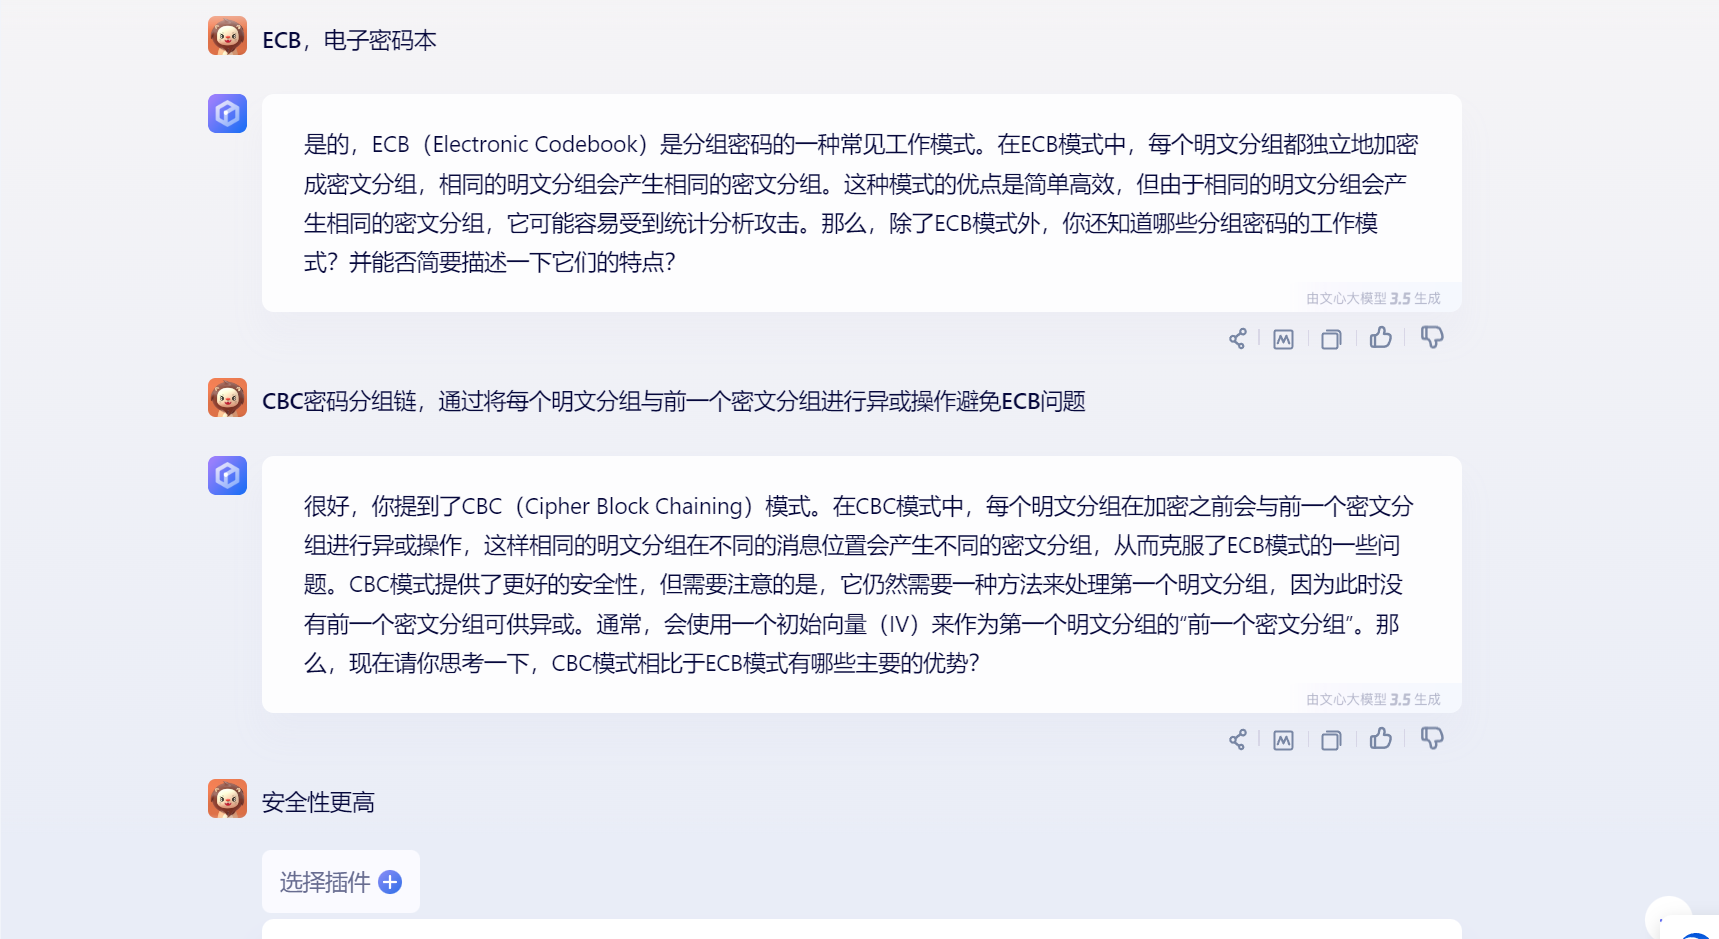 ECB，电子密码本
是的，ECB（Electronic Codebook）是分组密码的一种常见工作模式。在ECB模式中，每个明文分组都独立地加密
成密文分组，相同的明文分组会产生相同的密文分组。这种模式的优点是简单高效，但由于相同的明文分组会产
生相同的密文分组，它可能容易受到统计分析攻击。那么，除了ECB模式外，你还知道哪些分组密码的工作模
式？并能否简要描述一下它们的特点？
由文心大模型 3.5 生成
CBC密码分组链，通过将每个明文分组与前一个密文分组进行异或操作避免ECB问题
很好，你提到了CBC（Cipher Block Chaining）模式。在CBC模式中，每个明文分组在加密之前会与前一个密文分
组进行异或操作，这样相同的明文分组在不同的消息位置会产生不同的密文分组，从而克服了ECB模式的一些问
题。CBC模式提供了更好的安全性，但需要注意的是，它仍然需要一种方法来处理第一个明文分组，因为此时没
有前一个密文分组可供异或。通常，会使用一个初始向量（IV）来作为第一个明文分组的“前一个密文分组”。那
么，现在请你思考一下，CBC模式相比于ECB模式有哪些主要的优势？
由文心大模型 3.5 生成
安全性更高
选择插件